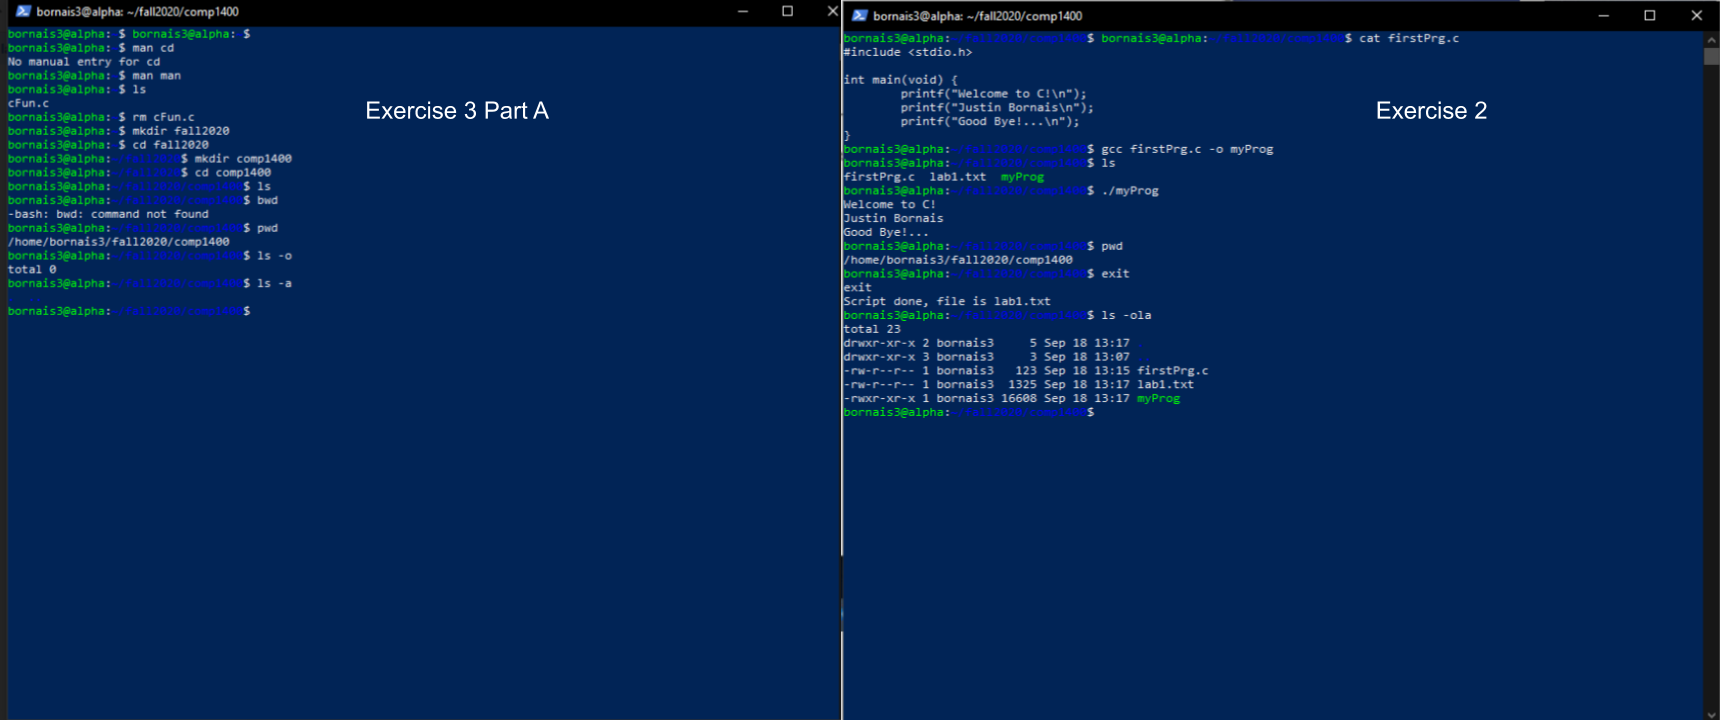 bornais3@alpha: ~/fall2020/comp1400
bornais3@alpha:~$ bornais3@alpha:~$
bornais3@alpha:~$ man cd
No manual entry for cd
bornais3@alpha:~$ man man
bornais3@alpha:~$ ls
cFun.c
bornais3@alpha:~$ rm cFun.c
bornais3@alpha:~$ mkdir fall2020
bornais3@alpha:~$ cd fall2020
bornais3@alpha:~/fall2020$ mkdir comp1400
bornais3@alpha:~/fall2020$ cd comp1400
bornais3@alpha:~/fall2020/comp1400$ ls
bornais3@alpha:~/fall2020/comp1400$ bwd
-bash: bwd: command not found
bornais3@alpha:~/fall2020/comp1400$ pwd
/home/bornais3/fall2020/comp1400
bornais3@alpha:~/fall2020/comp1400$ ls -o
total 0
bornais3@alpha:~/fall2020/comp1400$ ls -a
bornais3@alpha:~/fall2020/comp1400$
Exercise 3 Part A
bornais3@alpha: ~/fall2020/comp1400
bornais3@alpha:~/fall2020/comp1400$ bornais3@alpha:~/fall2020/comp1400$ cat firstPrg.c
#include <stdio.h>
int main(void) {
printf("Welcome to C!\n");
printf("Justin Bornais\n");
printf("Good Bye!...\n");
}
bornais3@alpha:~/fall2020/comp1400$ gcc firstPrg.c -o myProg
bornais3@alpha:~/fall2020/comp1400$ ls
firstPrg.c lab1.txt myProg
bornais3@alpha:~/fall2020/comp1400$ ./myProg
Welcome to C!
Justin Bornais
Good Bye!...
bornais3@alpha:~/fall2020/comp1400$ pwd
/home/bornais3/fall2020/comp1400
bornais3@alpha:~/fall2020/comp1400$ exit
exit
Script done, file is lab1.txt
bornais3@alpha:~/fall2020/comp1400$ ls -ola
total 23
drwxr-xr-x 2 bornais3 5 Sep 18 13:17
drwxr-xr-x 3 bornais3 3 Sep 18 13:07
-rw-r--r-- 1 bornais3 123 Sep 18 13:15 firstPrg.c
-rw-r--r-- 1 bornais3 1325 Sep 18 13:17 lab1.txt
-rwxr-xr-x 1 bornais3 16608 Sep 18 13:17 myProg
bornais3@alpha:~/fall2020/comp1400$
Exercise 2